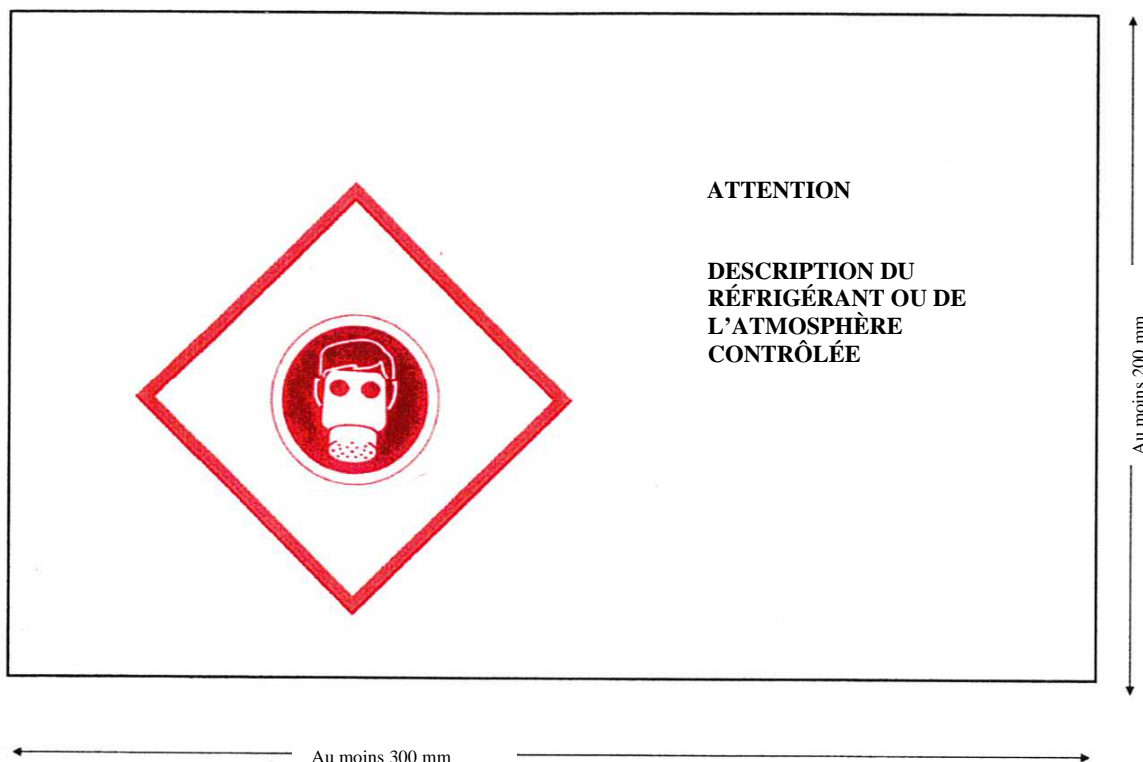 ATTENTION
DESCRIPTION DU
RÉFRIGÉRANT OU DE
L'ATMOSPHÈRE
CONTRÔLÉE
Au moins 200 mm
Au moins 300 mm